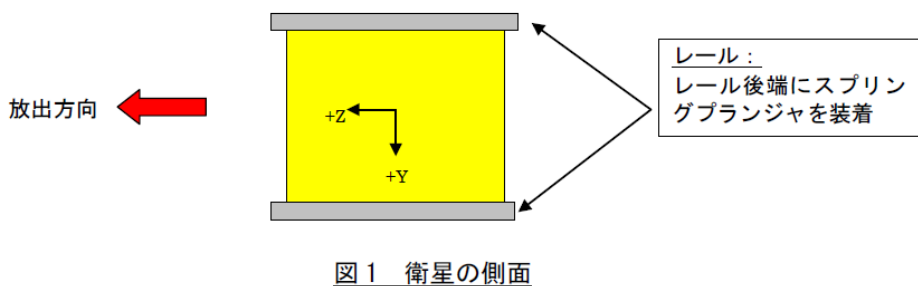 放出方向
+Z
+Y
レール：
レール後端にスプリン
グプランジャを装着
図１　衛星の側面